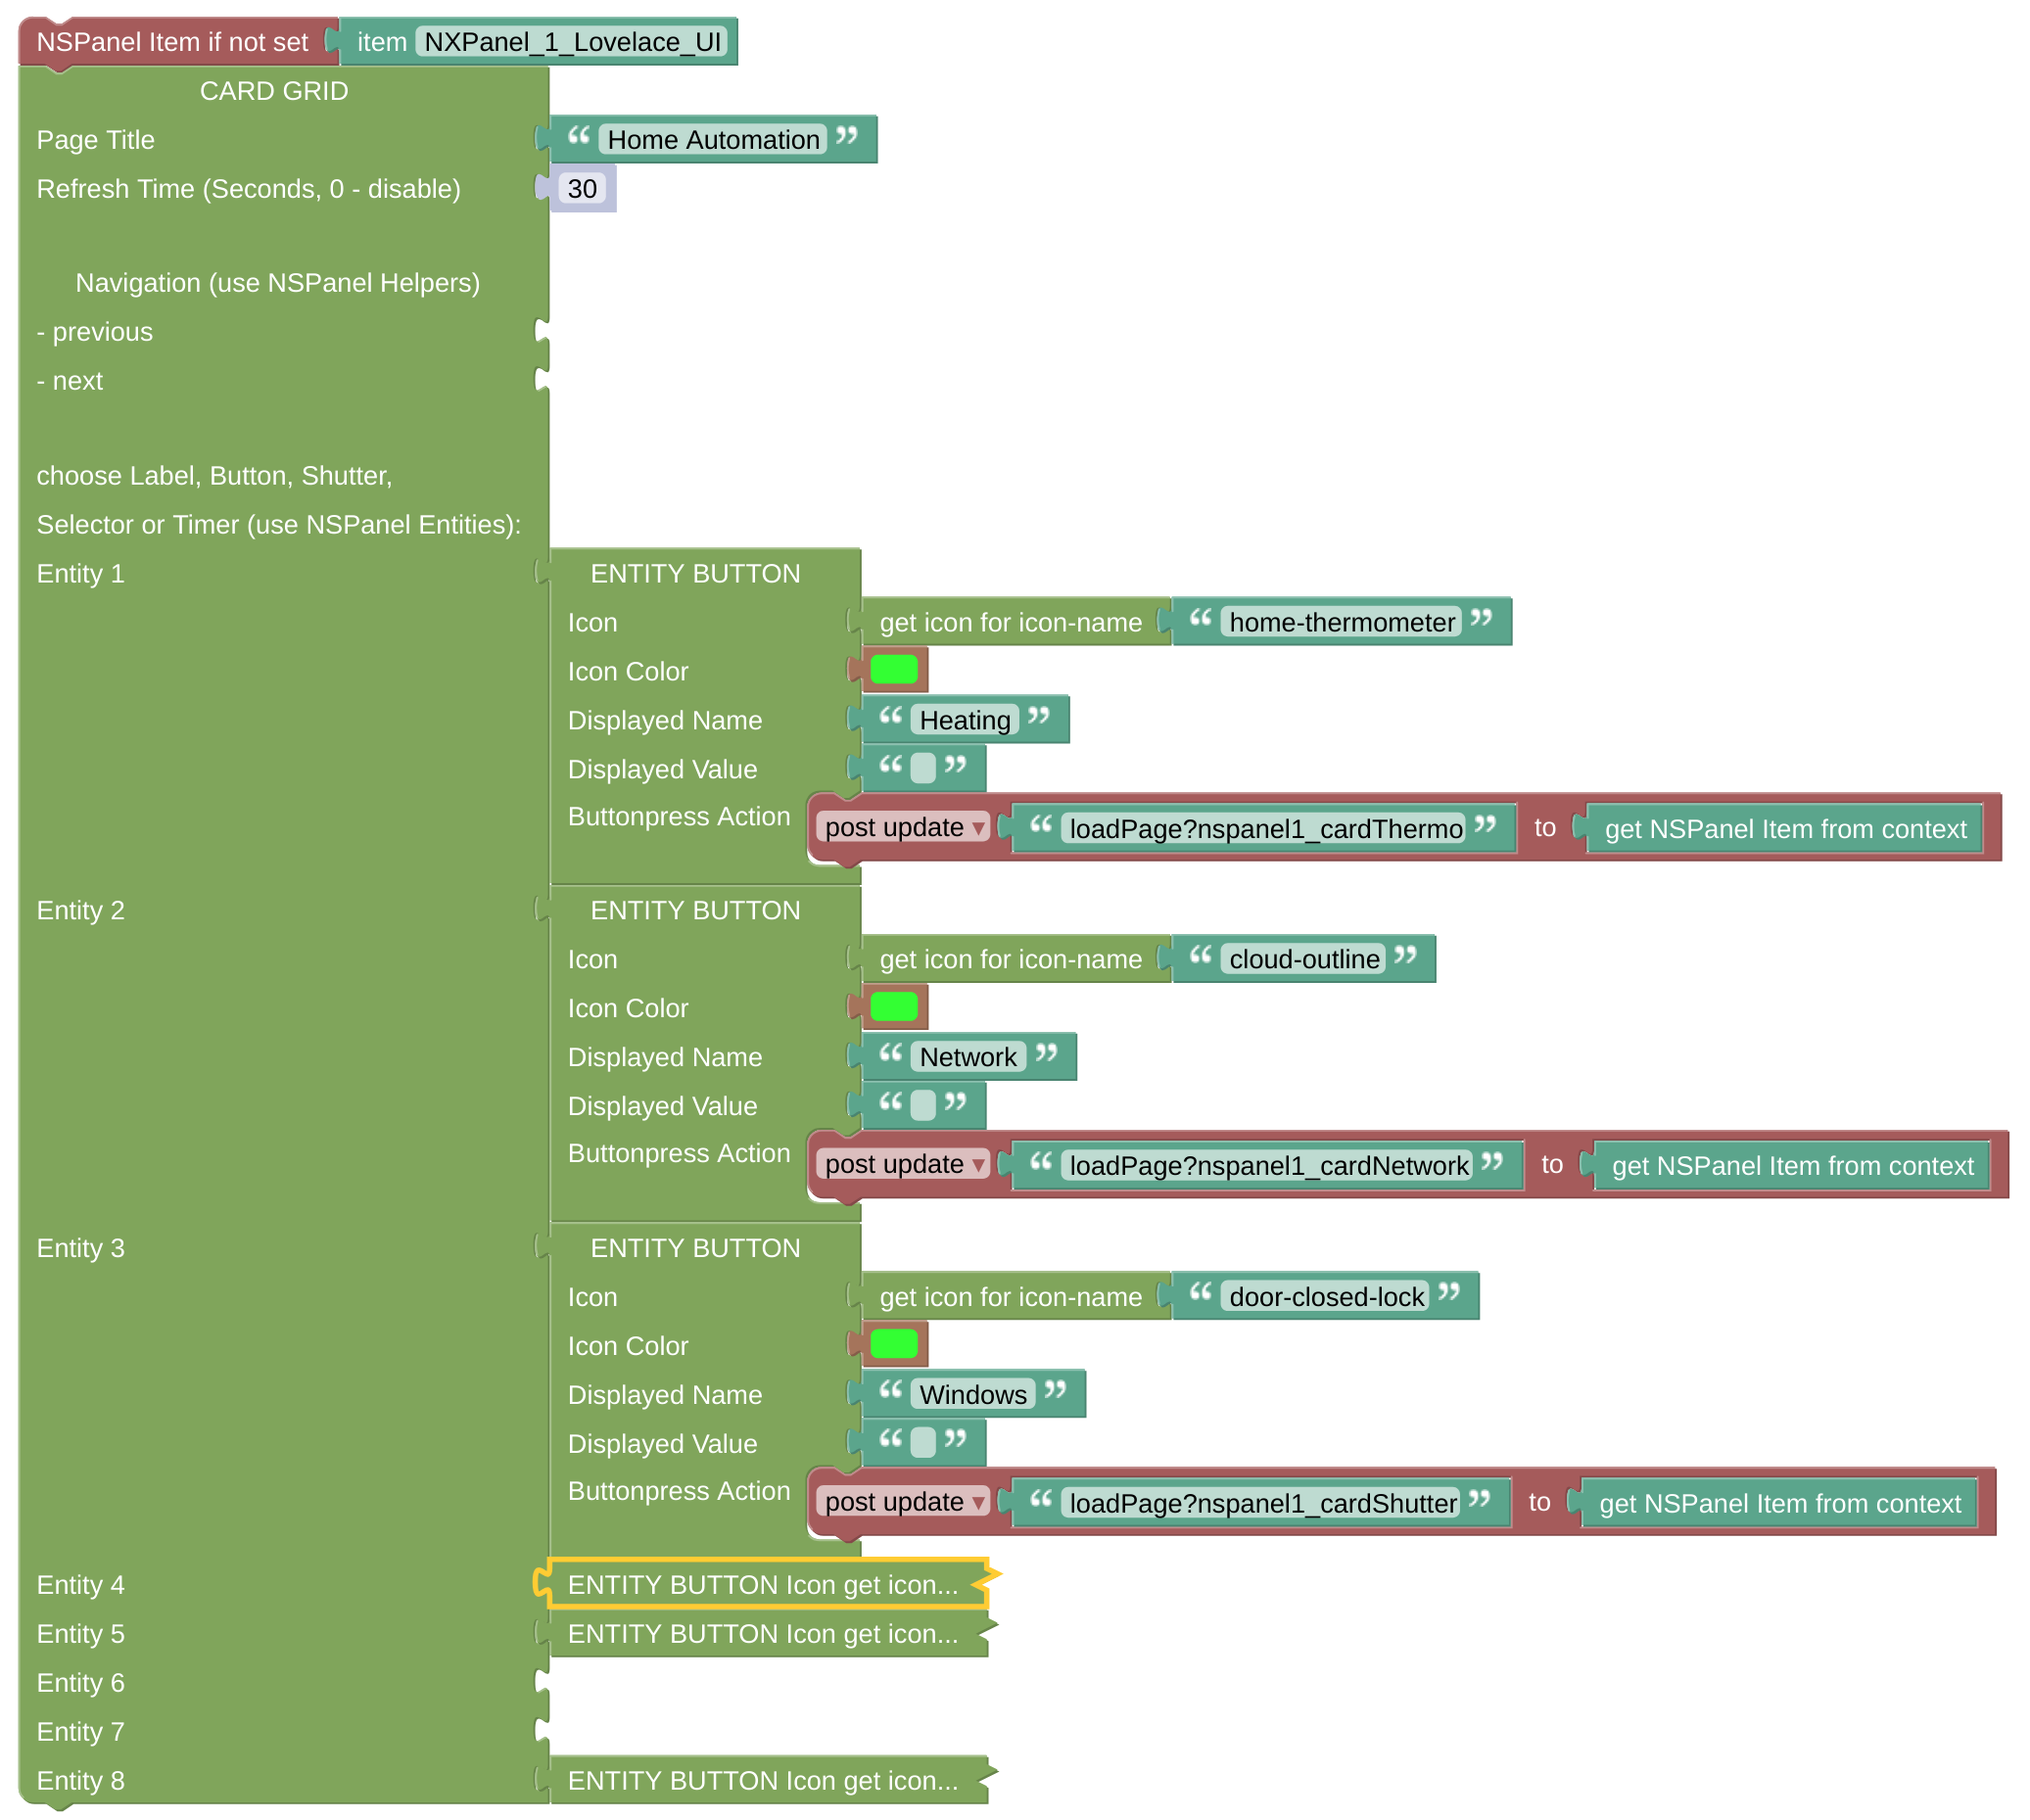 NSPanel Item if not set item NXPanel_1_Lovelace_UI
CARD GRID
Page Title “ Home Automation ”
Refresh Time (Seconds, 0 - disable) 30
Navigation (use NSPanel Helpers)
- previous
- next
choose Label, Button, Shutter,
Selector or Timer (use NSPanel Entities):
Entity 1 ENTITY BUTTON
Icon get icon for icon-name “ home-thermometer ”
Icon Color
Displayed Name “ Heating ”
Displayed Value “ ”
Buttonpress Action post update ▾ “ loadPage?nspanel1_cardThermo ” to get NSPanel Item from context
Entity 2 ENTITY BUTTON
Icon get icon for icon-name “ cloud-outline ”
Icon Color
Displayed Name “ Network ”
Displayed Value “ ”
Buttonpress Action post update ▾ “ loadPage?nspanel1_cardNetwork ” to get NSPanel Item from context
Entity 3 ENTITY BUTTON
Icon get icon for icon-name “ door-closed-lock ”
Icon Color
Displayed Name “ Windows ”
Displayed Value “ ”
Buttonpress Action post update ▾ “ loadPage?nspanel1_cardShutter ” to get NSPanel Item from context
Entity 4 ENTITY BUTTON Icon get icon...
Entity 5 ENTITY BUTTON Icon get icon...
Entity 6
Entity 7
Entity 8 ENTITY BUTTON Icon get icon...